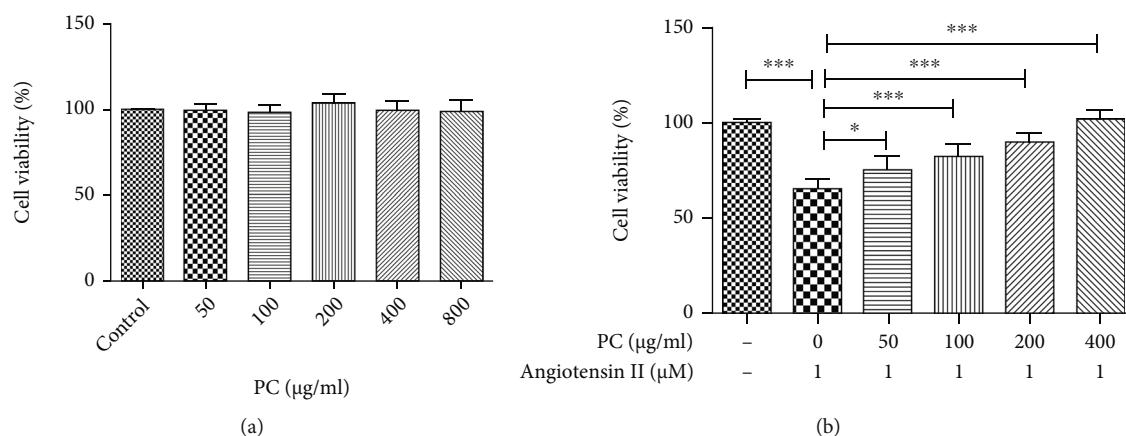 150
100
50
0
Cell viability (%)
Control
50
100
200
400
800
PC (μg/ml)
(a)
150
100
50
0
Cell viability (%)
***
***
***
***
*
PC (μg/ml) – 0 50 100 200 400
Angiotensin II (μM) – 1 1 1 1 1
(b)